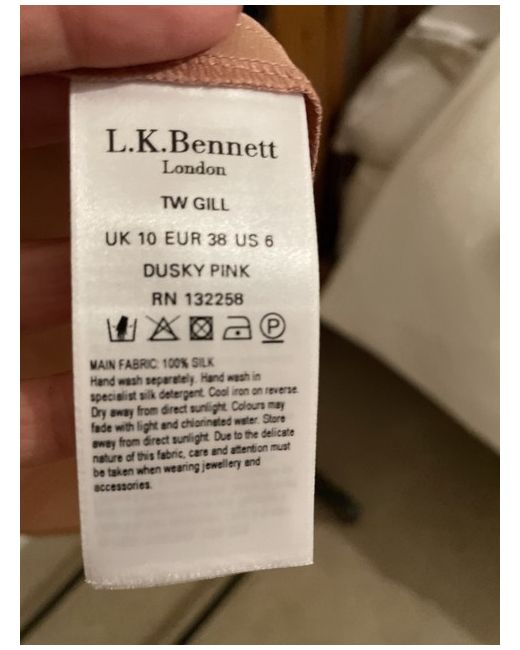 L.K.Bennett
London
TW GILL
UK 10 EUR 38 US 6
DUSKY PINK
RN 132258
P
MAIN FABRIC: 100% SILK
Hand wash separately. Hand wash in
specialist silk detergent. Cool iron on reverse.
Dry away from direct sunlight. Colours may
fade with light and chlorinated water. Store
away from direct sunlight. Due to the delicate
nature of this fabric, care and attention must
be taken when wearing jewellery and
accessories.